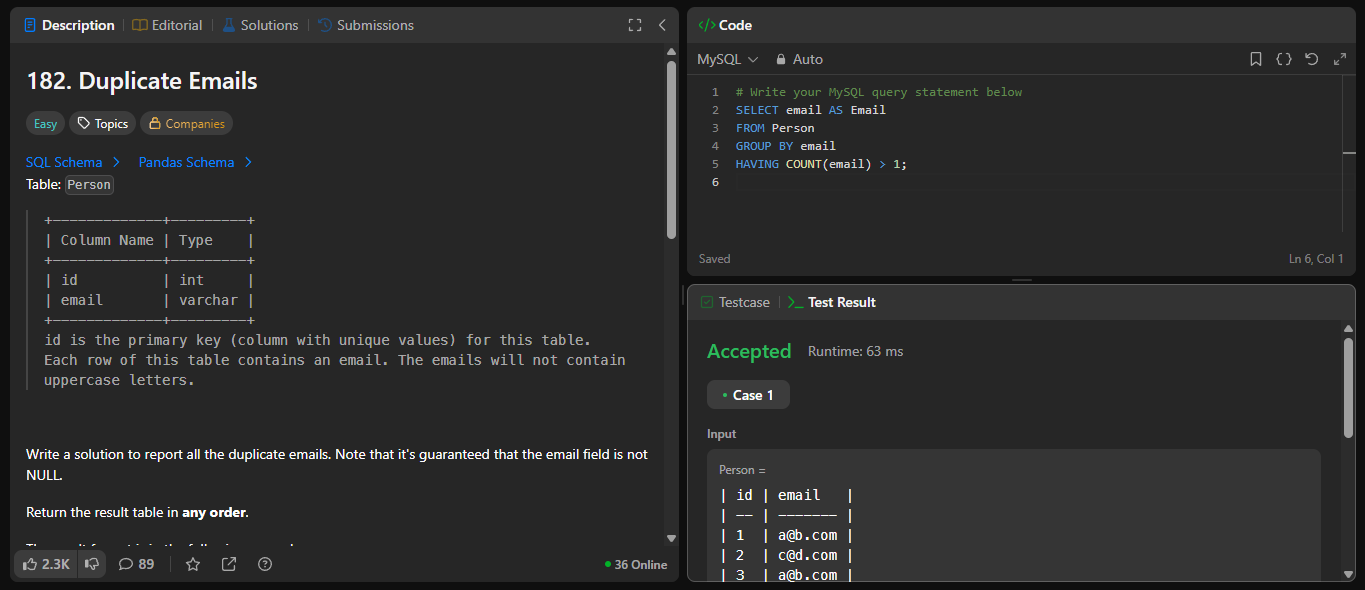 Description | Editorial | Solutions | Submissions
182. Duplicate Emails
Easy Topics Companies
SQL Schema > Pandas Schema >
Table: Person
+-------------+---------+
| Column Name | Type    |
+-------------+---------+
| id          | int     |
| email       | varchar |
+-------------+---------+
id is the primary key (column with unique values) for this table.
Each row of this table contains an email. The emails will not contain
uppercase letters.
Write a solution to report all the duplicate emails. Note that it's guaranteed that the email field is not
NULL.
Return the result table in any order.
2.3K 89 36 Online
</> Code
MySQL Auto
1 # Write your MySQL query statement below
2 SELECT email AS Email
3 FROM Person
4 GROUP BY email
5 HAVING COUNT(email) > 1;
6
Saved Ln 6, Col 1
Testcase | >_ Test Result
Accepted Runtime: 63 ms
• Case 1
Input
Person =
| id | email   |
| -- | ------- |
| 1  | a@b.com |
| 2  | c@d.com |
| 3  | a@b.com |